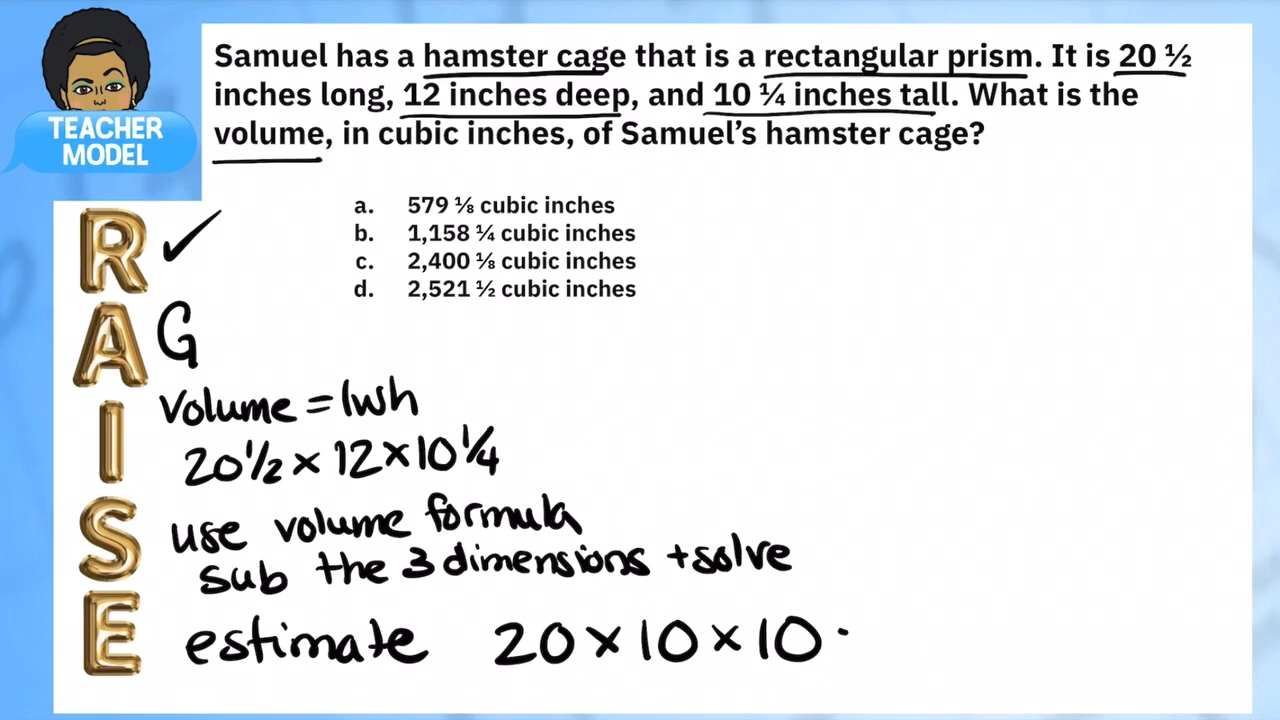 TEACHER
MODEL
Samuel has a hamster cage that is a rectangular prism. It is 20 ½
inches long, 12 inches deep, and 10 ¼ inches tall. What is the
volume, in cubic inches, of Samuel’s hamster cage?
a. 579 ⅛ cubic inches
b. 1,158 ¼ cubic inches
c. 2,400 ⅛ cubic inches
d. 2,521 ½ cubic inches
R ✓
A G
I
volume = lwh
20 ½ × 12 × 10 ¼
S
use volume formula
sub the 3 dimensions + solve
E estimate 20 × 10 × 10